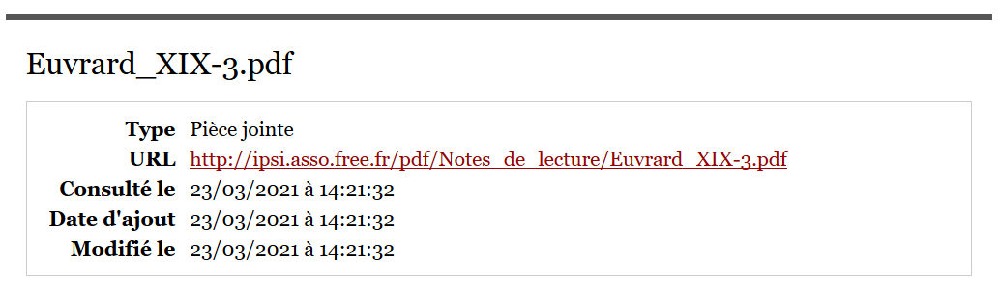 Euvrard_XIX-3.pdf
Type Pièce jointe
URL http://ipsi.asso.free.fr/pdf/Notes_de_lecture/Euvrard_XIX-3.pdf
Consulté le 23/03/2021 à 14:21:32
Date d'ajout 23/03/2021 à 14:21:32
Modifié le 23/03/2021 à 14:21:32